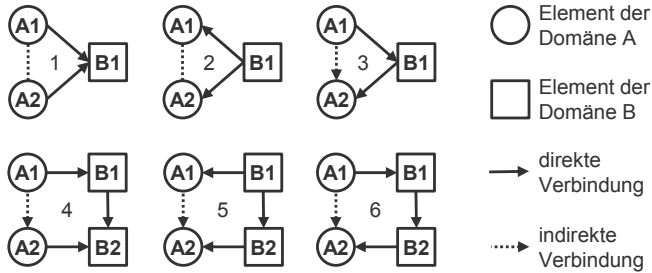 A1
1
B1
A2
A1
2
B1
A2
A1
3
B1
A2
Element der
Domäne A
Element der
Domäne B
A1
B1
4
A2
B2
A1
B1
5
A2
B2
A1
B1
6
A2
B2
direkte
Verbindung
indirekte
Verbindung